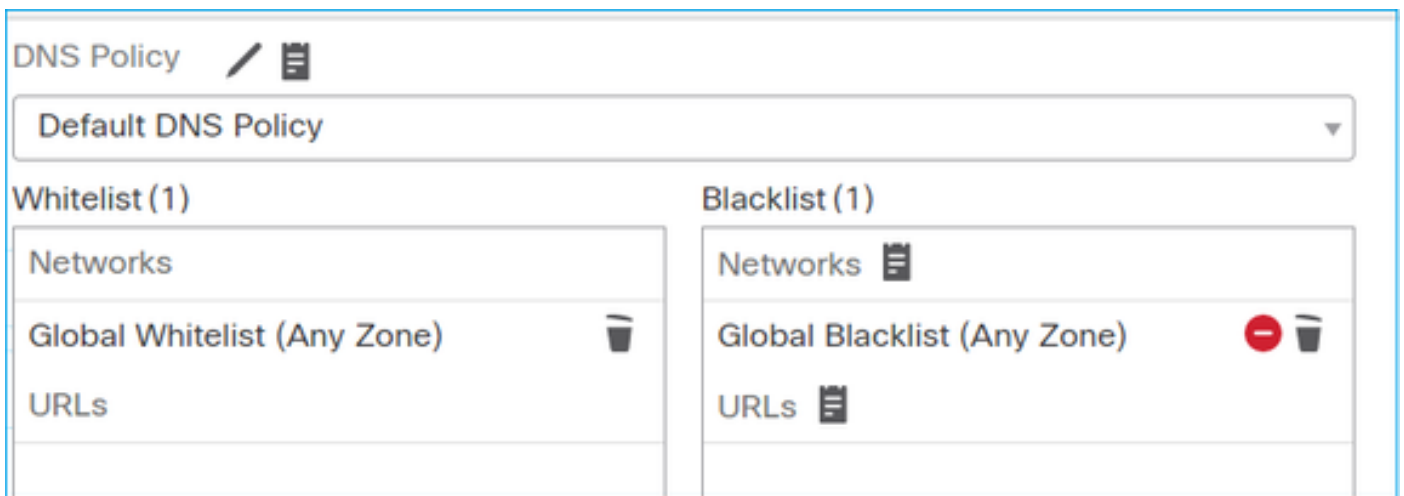 DNS Policy
Default DNS Policy
Whitelist (1)
Networks
Global Whitelist (Any Zone)
URLs
Blacklist (1)
Networks
Global Blacklist (Any Zone)
URLs